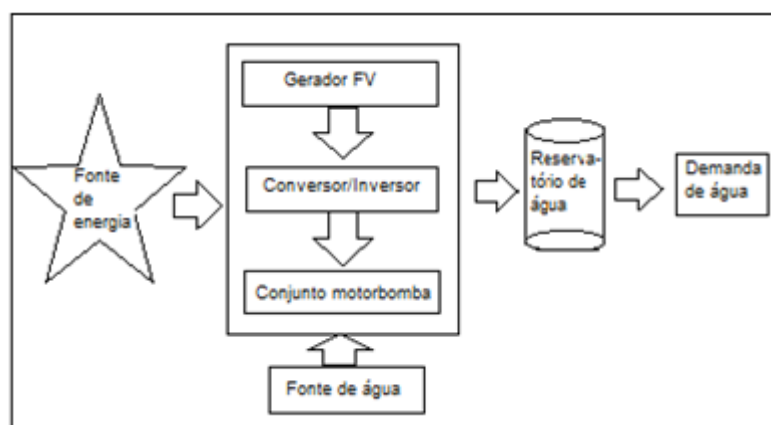 Gerador FV
Conversor/Inversor
Conjunto motorbomba
Fonte
de
energia
Reserva-
tório de
água
Demanda
de água
Fonte de água